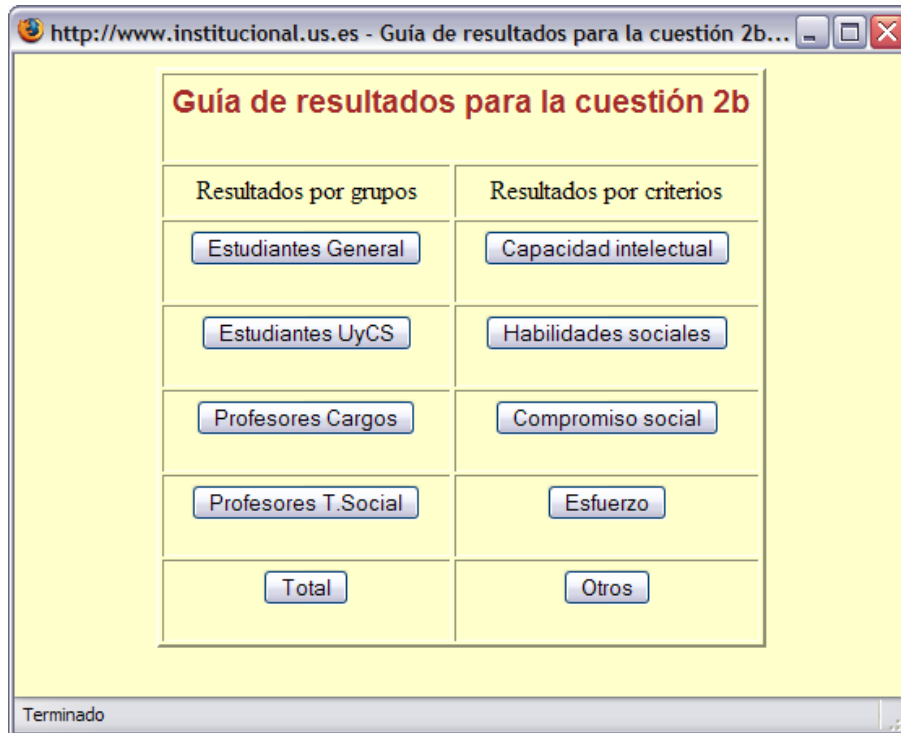 http://www.institucional.us.es - Guía de resultados para la cuestión 2b...
Guía de resultados para la cuestión 2b
Resultados por grupos Resultados por criterios
Estudiantes General Capacidad intelectual
Estudiantes UyCS Habilidades sociales
Profesores Cargos Compromiso social
Profesores T.Social Esfuerzo
Total Otros
Terminado